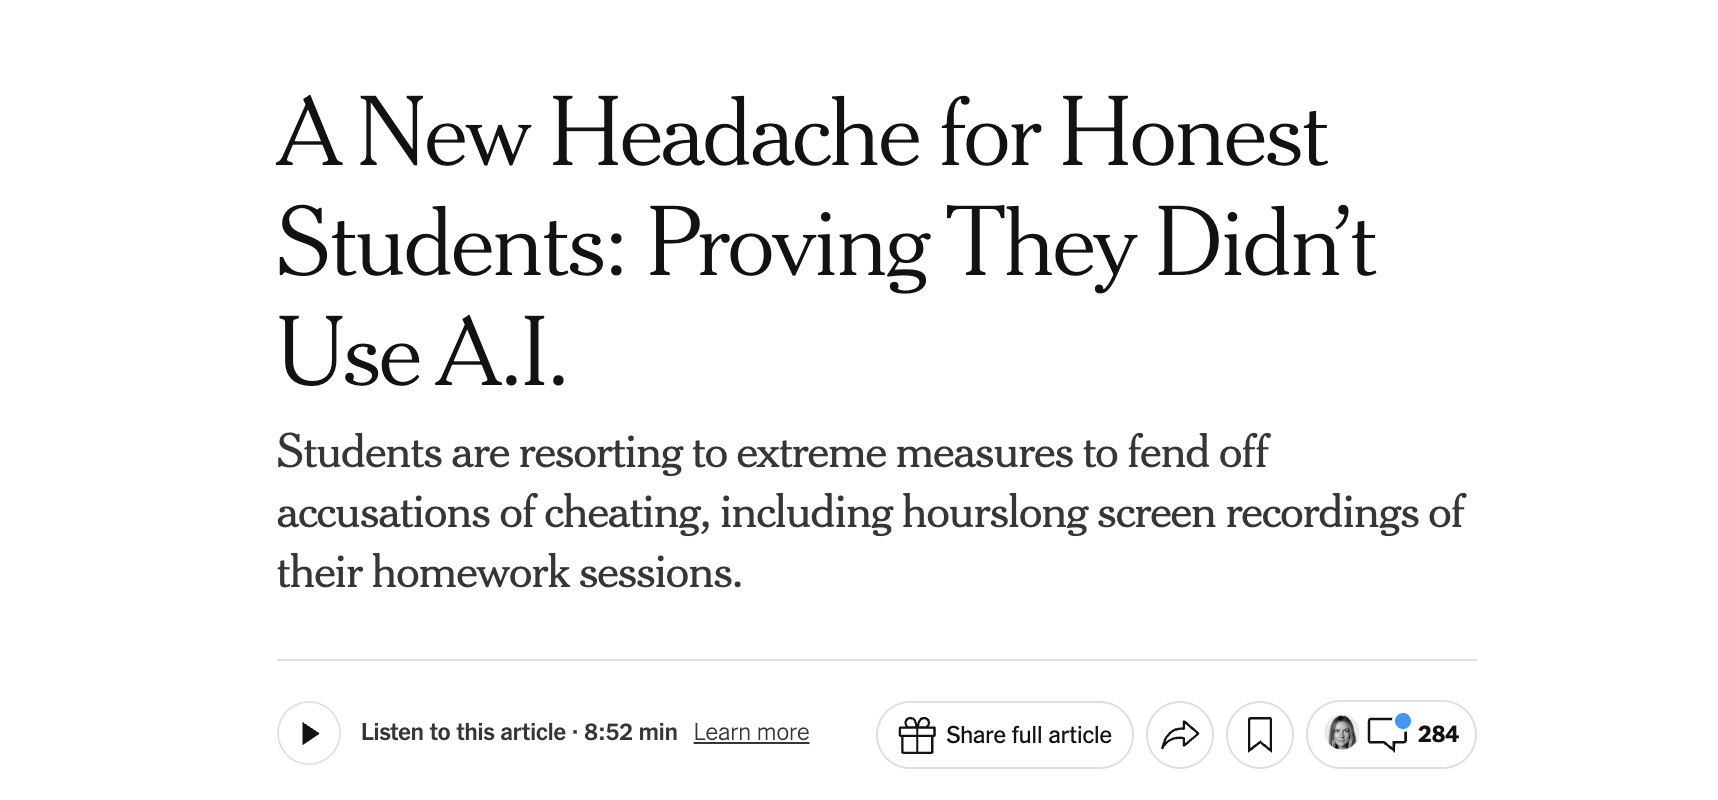 A New Headache for Honest
Students: Proving They Didn’t
Use A.I.
Students are resorting to extreme measures to fend off
accusations of cheating, including hourslong screen recordings of
their homework sessions.
Listen to this article · 8:52 min Learn more
Share full article
284